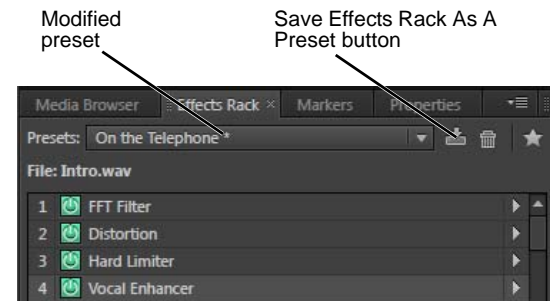 Modified
preset
Save Effects Rack As A
Preset button
Media Browser Effects Rack × Markers Properties
Presets: On the Telephone *
File: Intro.wav
1 FFT Filter
2 Distortion
3 Hard Limiter
4 Vocal Enhancer